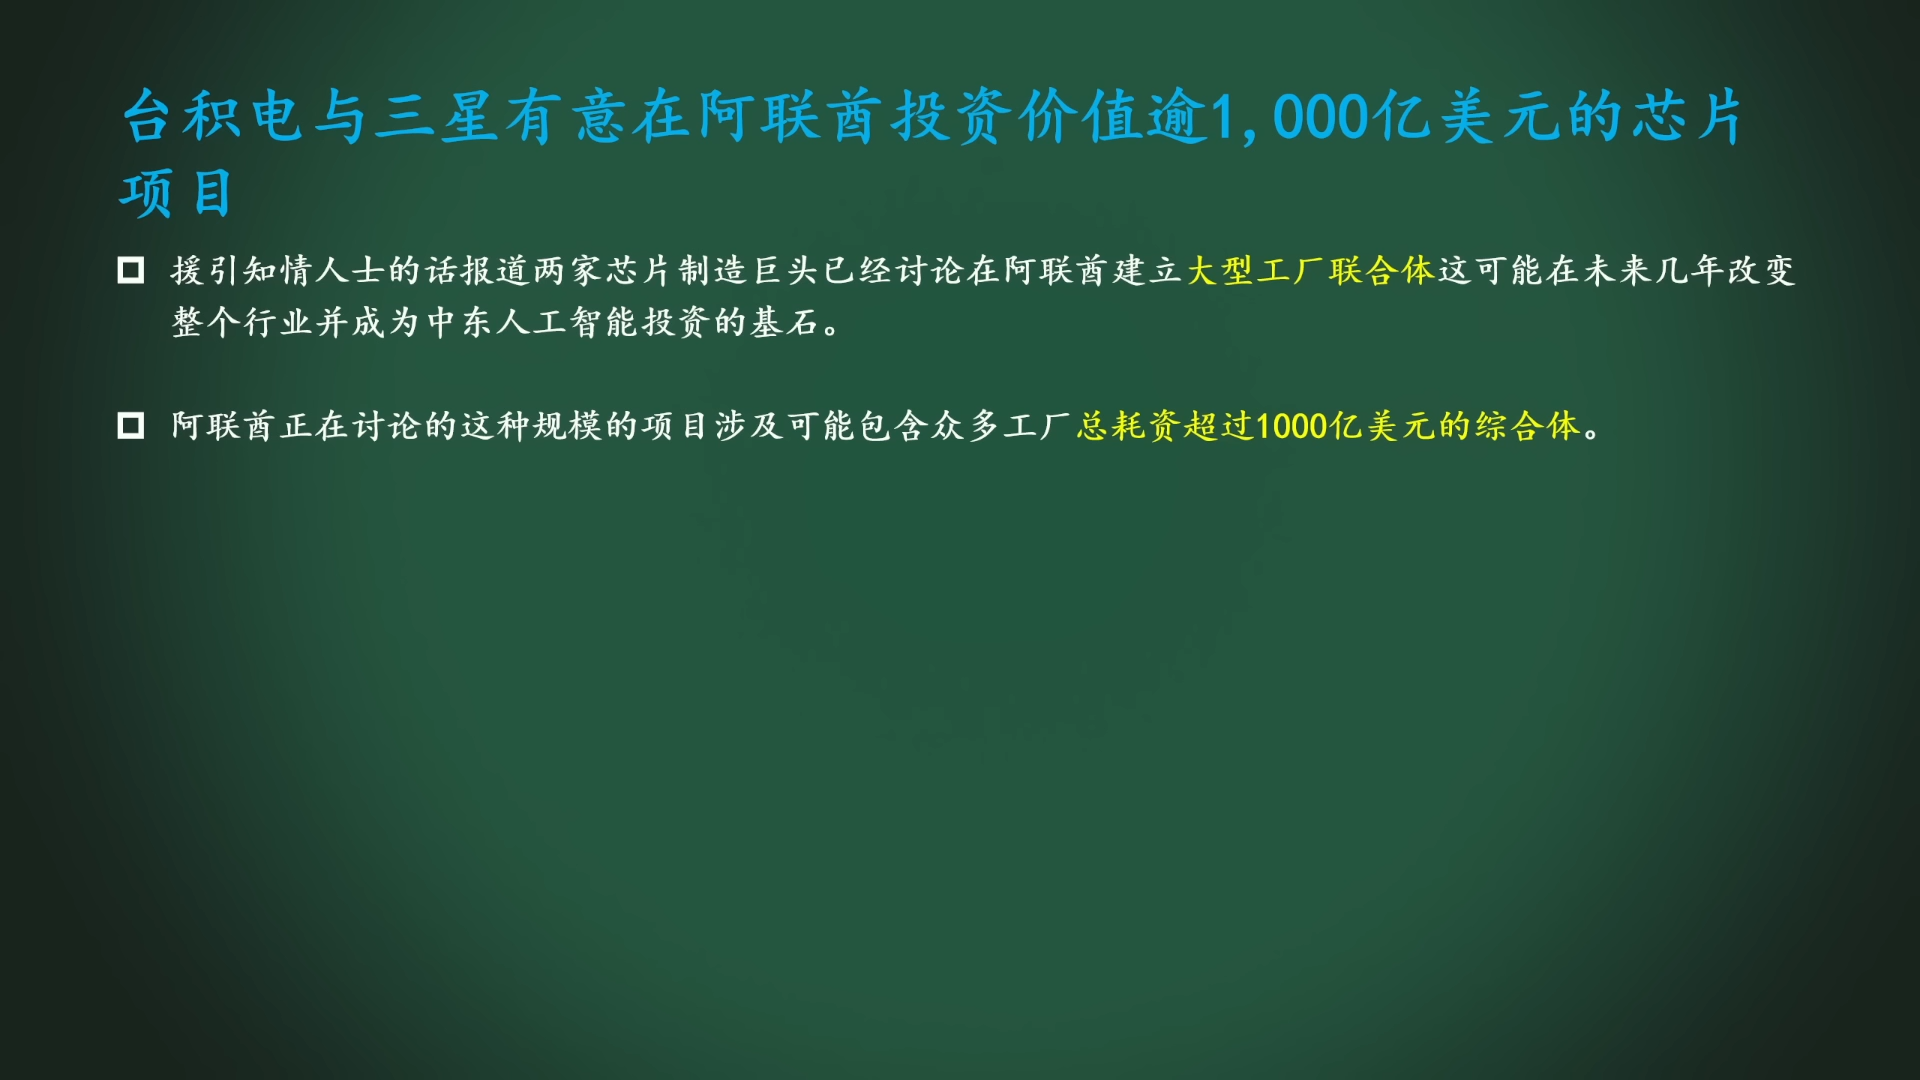 台积电与三星有意在阿联酋投资价值逾1,000亿美元的芯片
项目
援引知情人士的话报道两家芯片制造巨头已经讨论在阿联酋建立大型工厂联合体这可能在未来几年改变
整个行业并成为中东人工智能投资的基石。
阿联酋正在讨论的这种规模的项目涉及可能包含众多工厂总耗资超过1000亿美元的综合体。